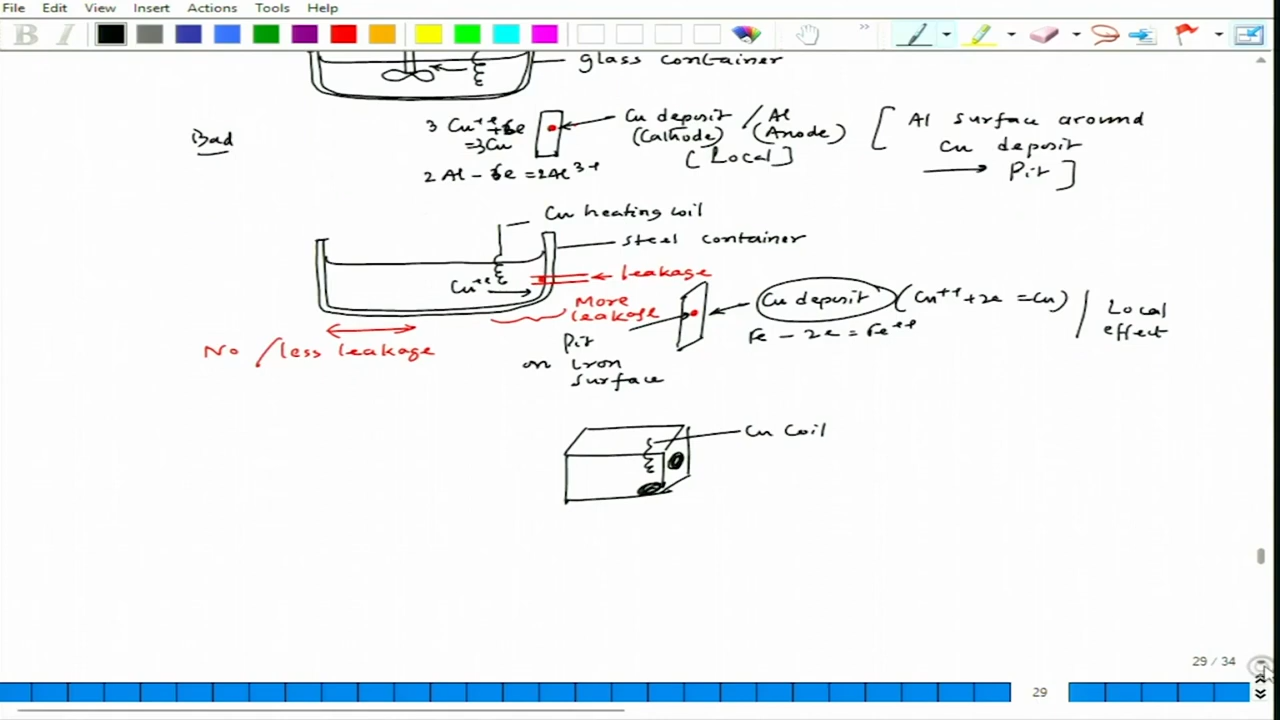 File Edit View Insert Actions Tools Help
B I
glass container
Bad
3 Cu++ +6e
=3Cu
2 Al - 6e = 2Al3+
Cu deposit / Al
(Cathode) (Anode)
[Local]
[ Al surface around
Cu deposit
→ Pit ]
Cu heating coil
steel container
leakage
Cu++
More
leakage
No /less leakage
Cu deposit (Cu++ +2e =Cu)
Fe - 2e = Fe++
Local
effect
Pit
on iron
surface
Cu Coil
29 / 34
29